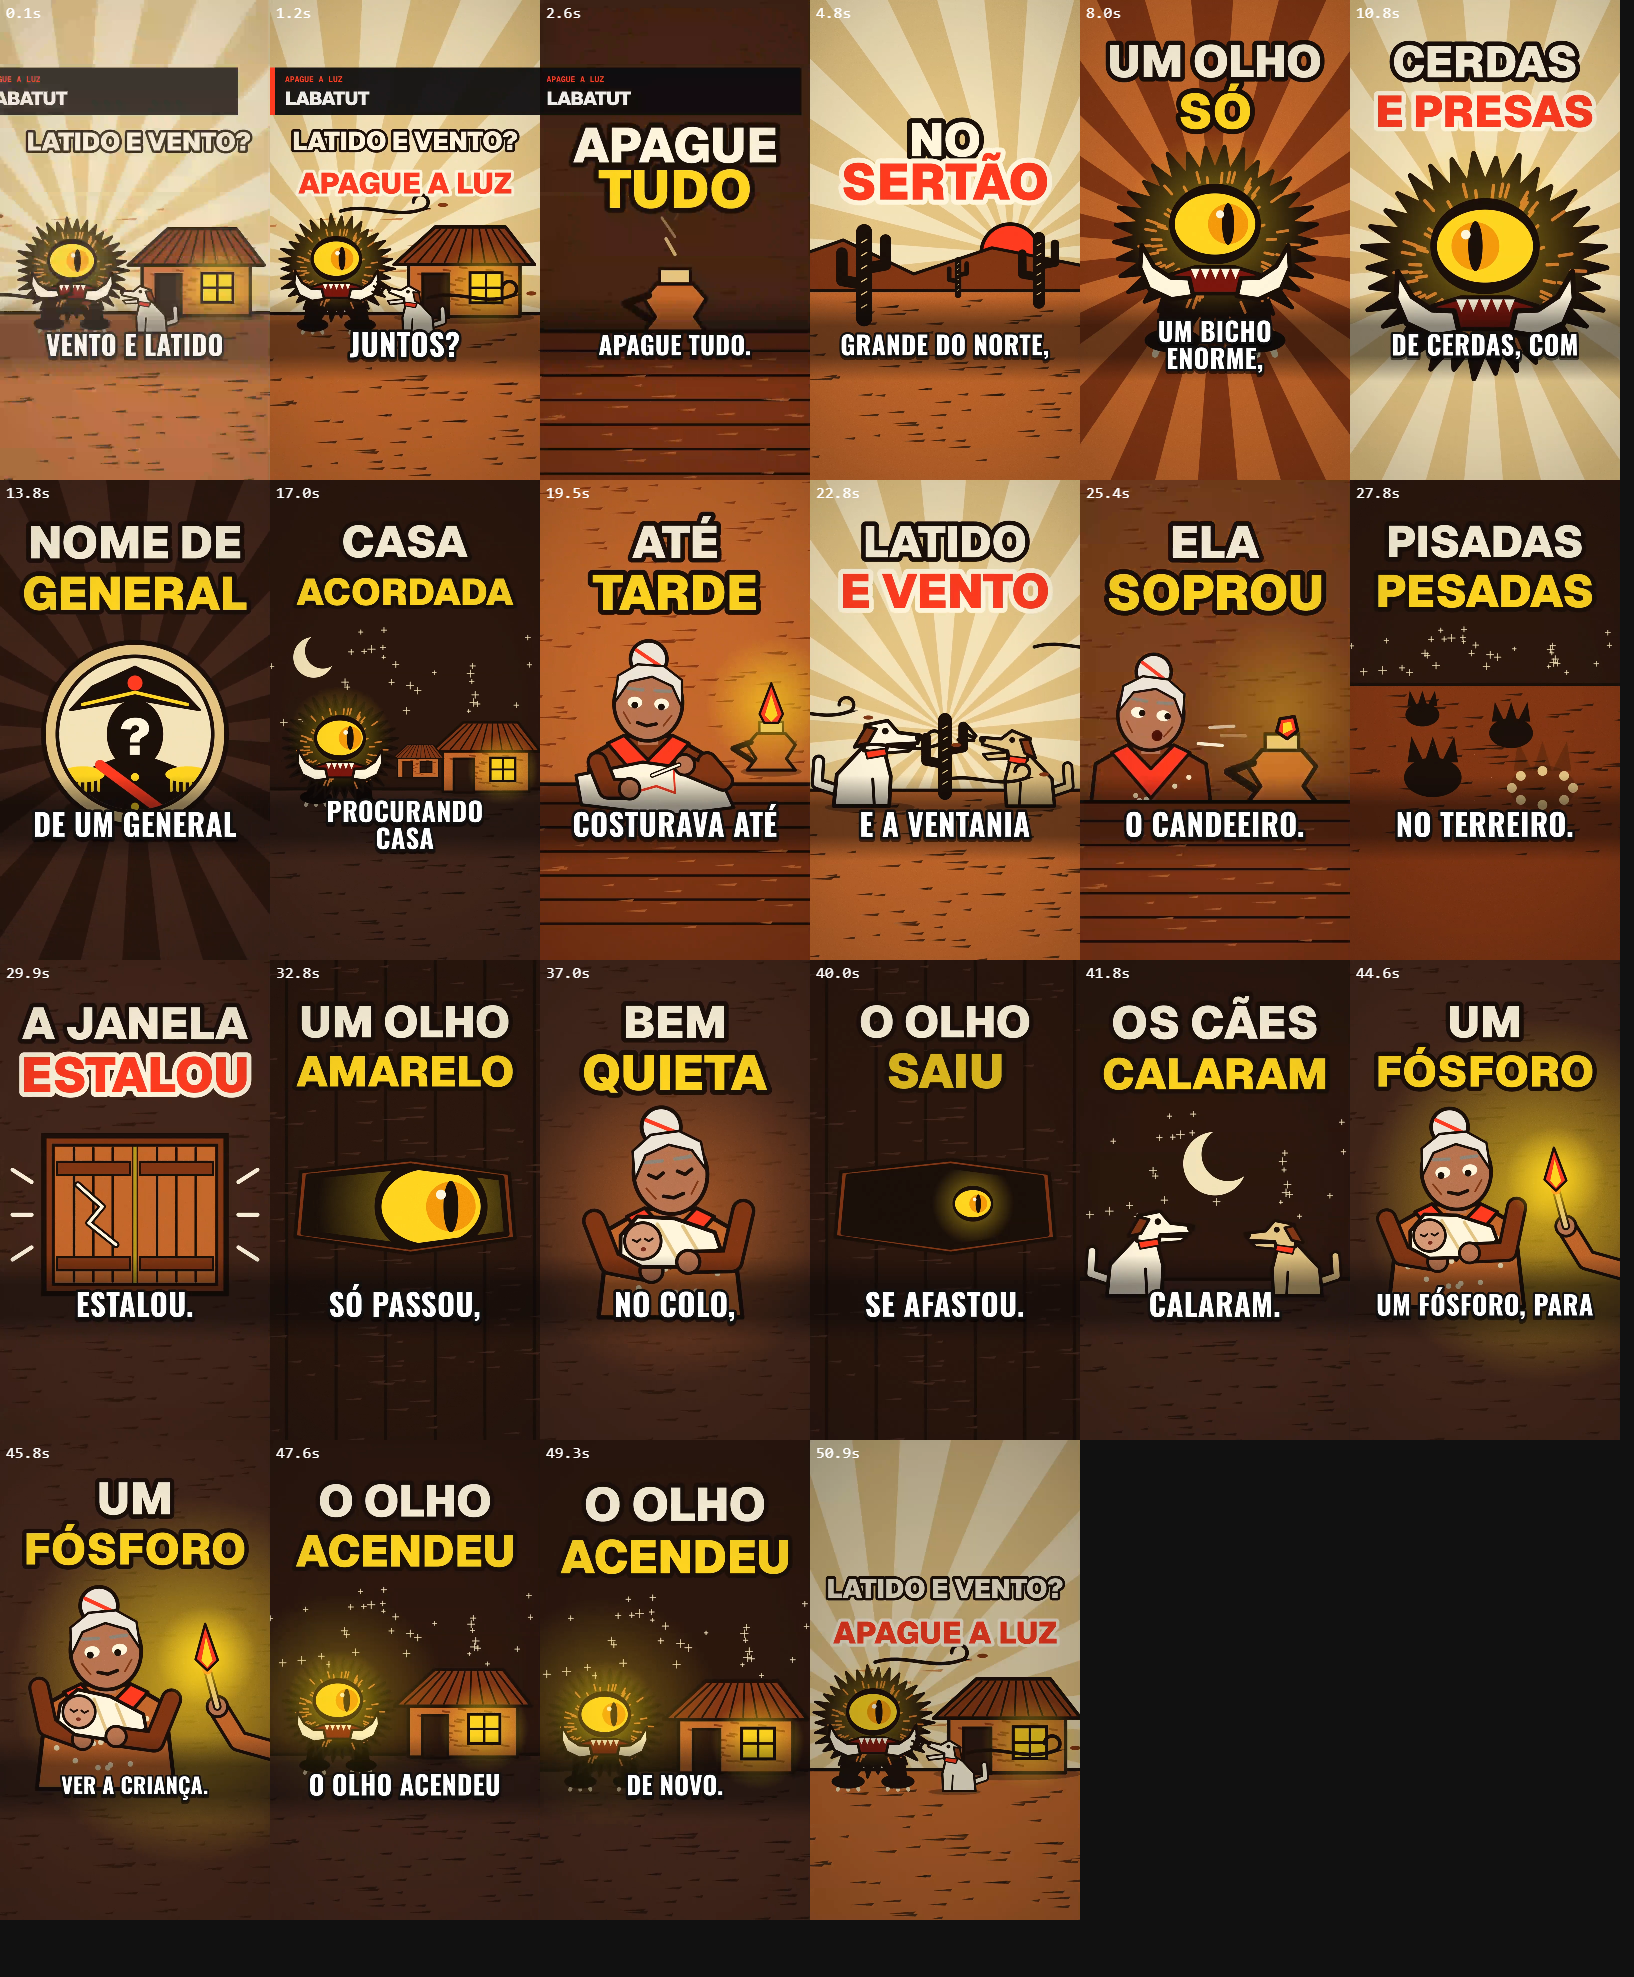 0.1s
UE A LUZ
ABATUT
LATIDO E VENTO?
VENTO E LATIDO
1.2s
APAGUE A LUZ
LABATUT
LATIDO E VENTO?
APAGUE A LUZ
JUNTOS?
2.6s
APAGUE A LUZ
LABATUT
APAGUE
TUDO
APAGUE TUDO.
4.8s
NO
SERTÃO
GRANDE DO NORTE,
8.0s
UM OLHO
SÓ
UM BICHO
ENORME,
10.8s
CERDAS
E PRESAS
DE CERDAS, COM
13.8s
NOME DE
GENERAL
?
DE UM GENERAL
17.0s
CASA
ACORDADA
PROCURANDO
CASA
19.5s
ATÉ
TARDE
COSTURAVA ATÉ
22.8s
LATIDO
E VENTO
E A VENTANIA
25.4s
ELA
SOPROU
O CANDEEIRO.
27.8s
PISADAS
PESADAS
NO TERREIRO.
29.9s
A JANELA
ESTALOU
ESTALOU.
32.8s
UM OLHO
AMARELO
SÓ PASSOU,
37.0s
BEM
QUIETA
NO COLO,
40.0s
O OLHO
SAIU
SE AFASTOU.
41.8s
OS CÃES
CALARAM
CALARAM.
44.6s
UM
FÓSFORO
UM FÓSFORO, PARA
45.8s
UM
FÓSFORO
VER A CRIANÇA.
47.6s
O OLHO
ACENDEU
O OLHO ACENDEU
49.3s
O OLHO
ACENDEU
DE NOVO.
50.9s
LATIDO E VENTO?
APAGUE A LUZ